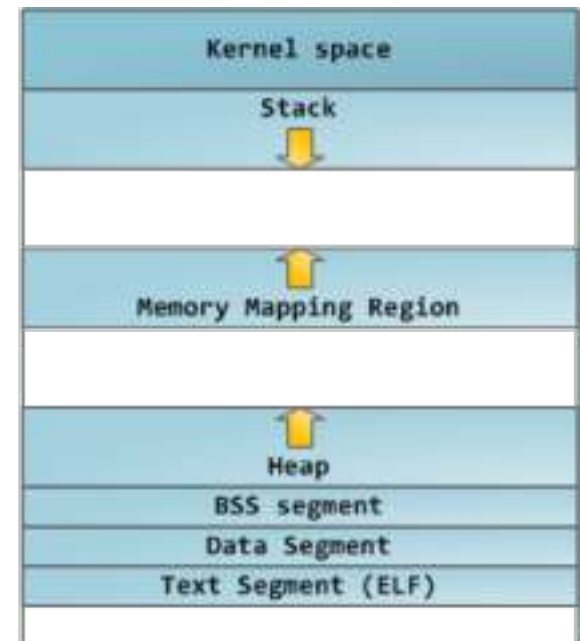 Kernel space
Stack
Memory Mapping Region
Heap
BSS segment
Data Segment
Text Segment (ELF)